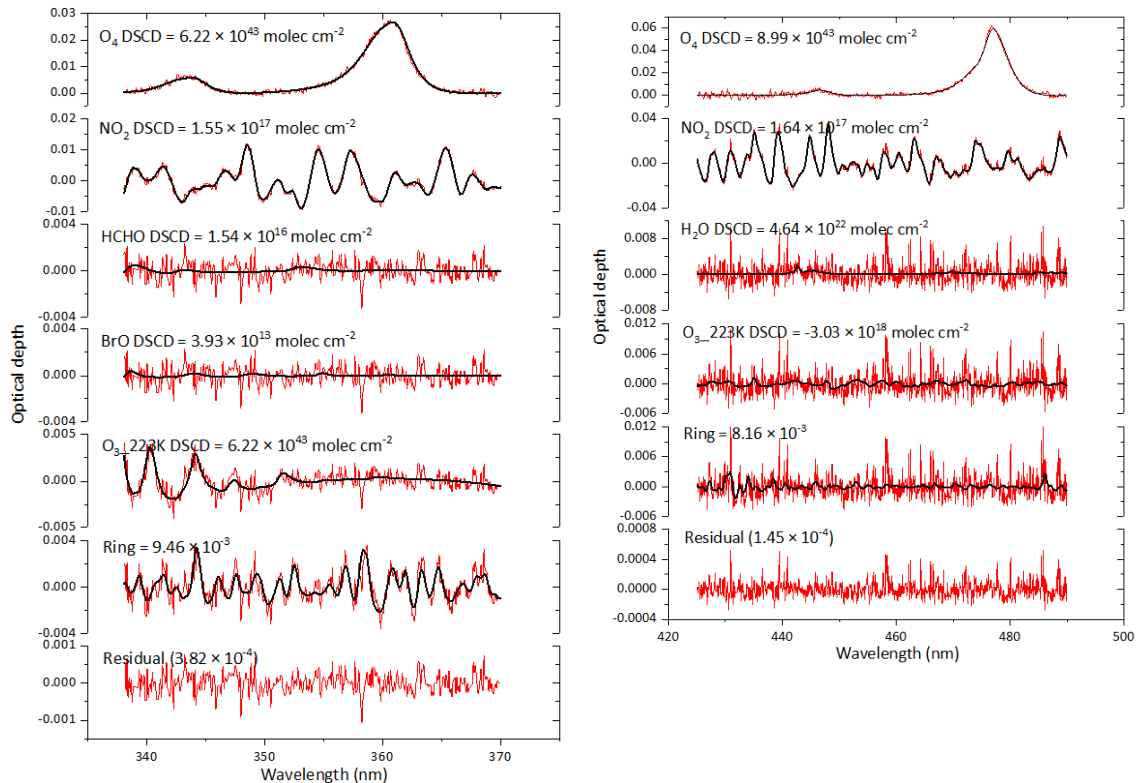 Optical depth
0.03
0.02
0.01
0.00
O4 DSCD = 6.22 × 10^43 molec cm^-2
0.02
0.01
0.00
-0.01
NO2 DSCD = 1.55 × 10^17 molec cm^-2
0.004
0.000
-0.004
HCHO DSCD = 1.54 × 10^16 molec cm^-2
0.004
0.000
-0.004
BrO DSCD = 3.93 × 10^13 molec cm^-2
0.005
0.000
-0.005
O3_223K DSCD = 6.22 × 10^43 molec cm^-2
0.004
0.000
-0.004
Ring = 9.46 × 10^-3
0.001
0.000
-0.001
Residual (3.82 × 10^-4)
340 350 360 370
Wavelength (nm)
Optical depth
0.06
0.04
0.02
0.00
O4 DSCD = 8.99 × 10^43 molec cm^-2
0.04
0.00
-0.04
NO2 DSCD = 1.64 × 10^17 molec cm^-2
0.008
0.000
-0.008
H2O DSCD = 4.64 × 10^22 molec cm^-2
0.012
0.006
0.000
-0.006
O3_223K DSCD = -3.03 × 10^18 molec cm^-2
0.012
0.006
0.000
-0.006
Ring = 8.16 × 10^-3
0.0008
0.0004
0.0000
-0.0004
Residual (1.45 × 10^-4)
420 440 460 480 500
Wavelength (nm)